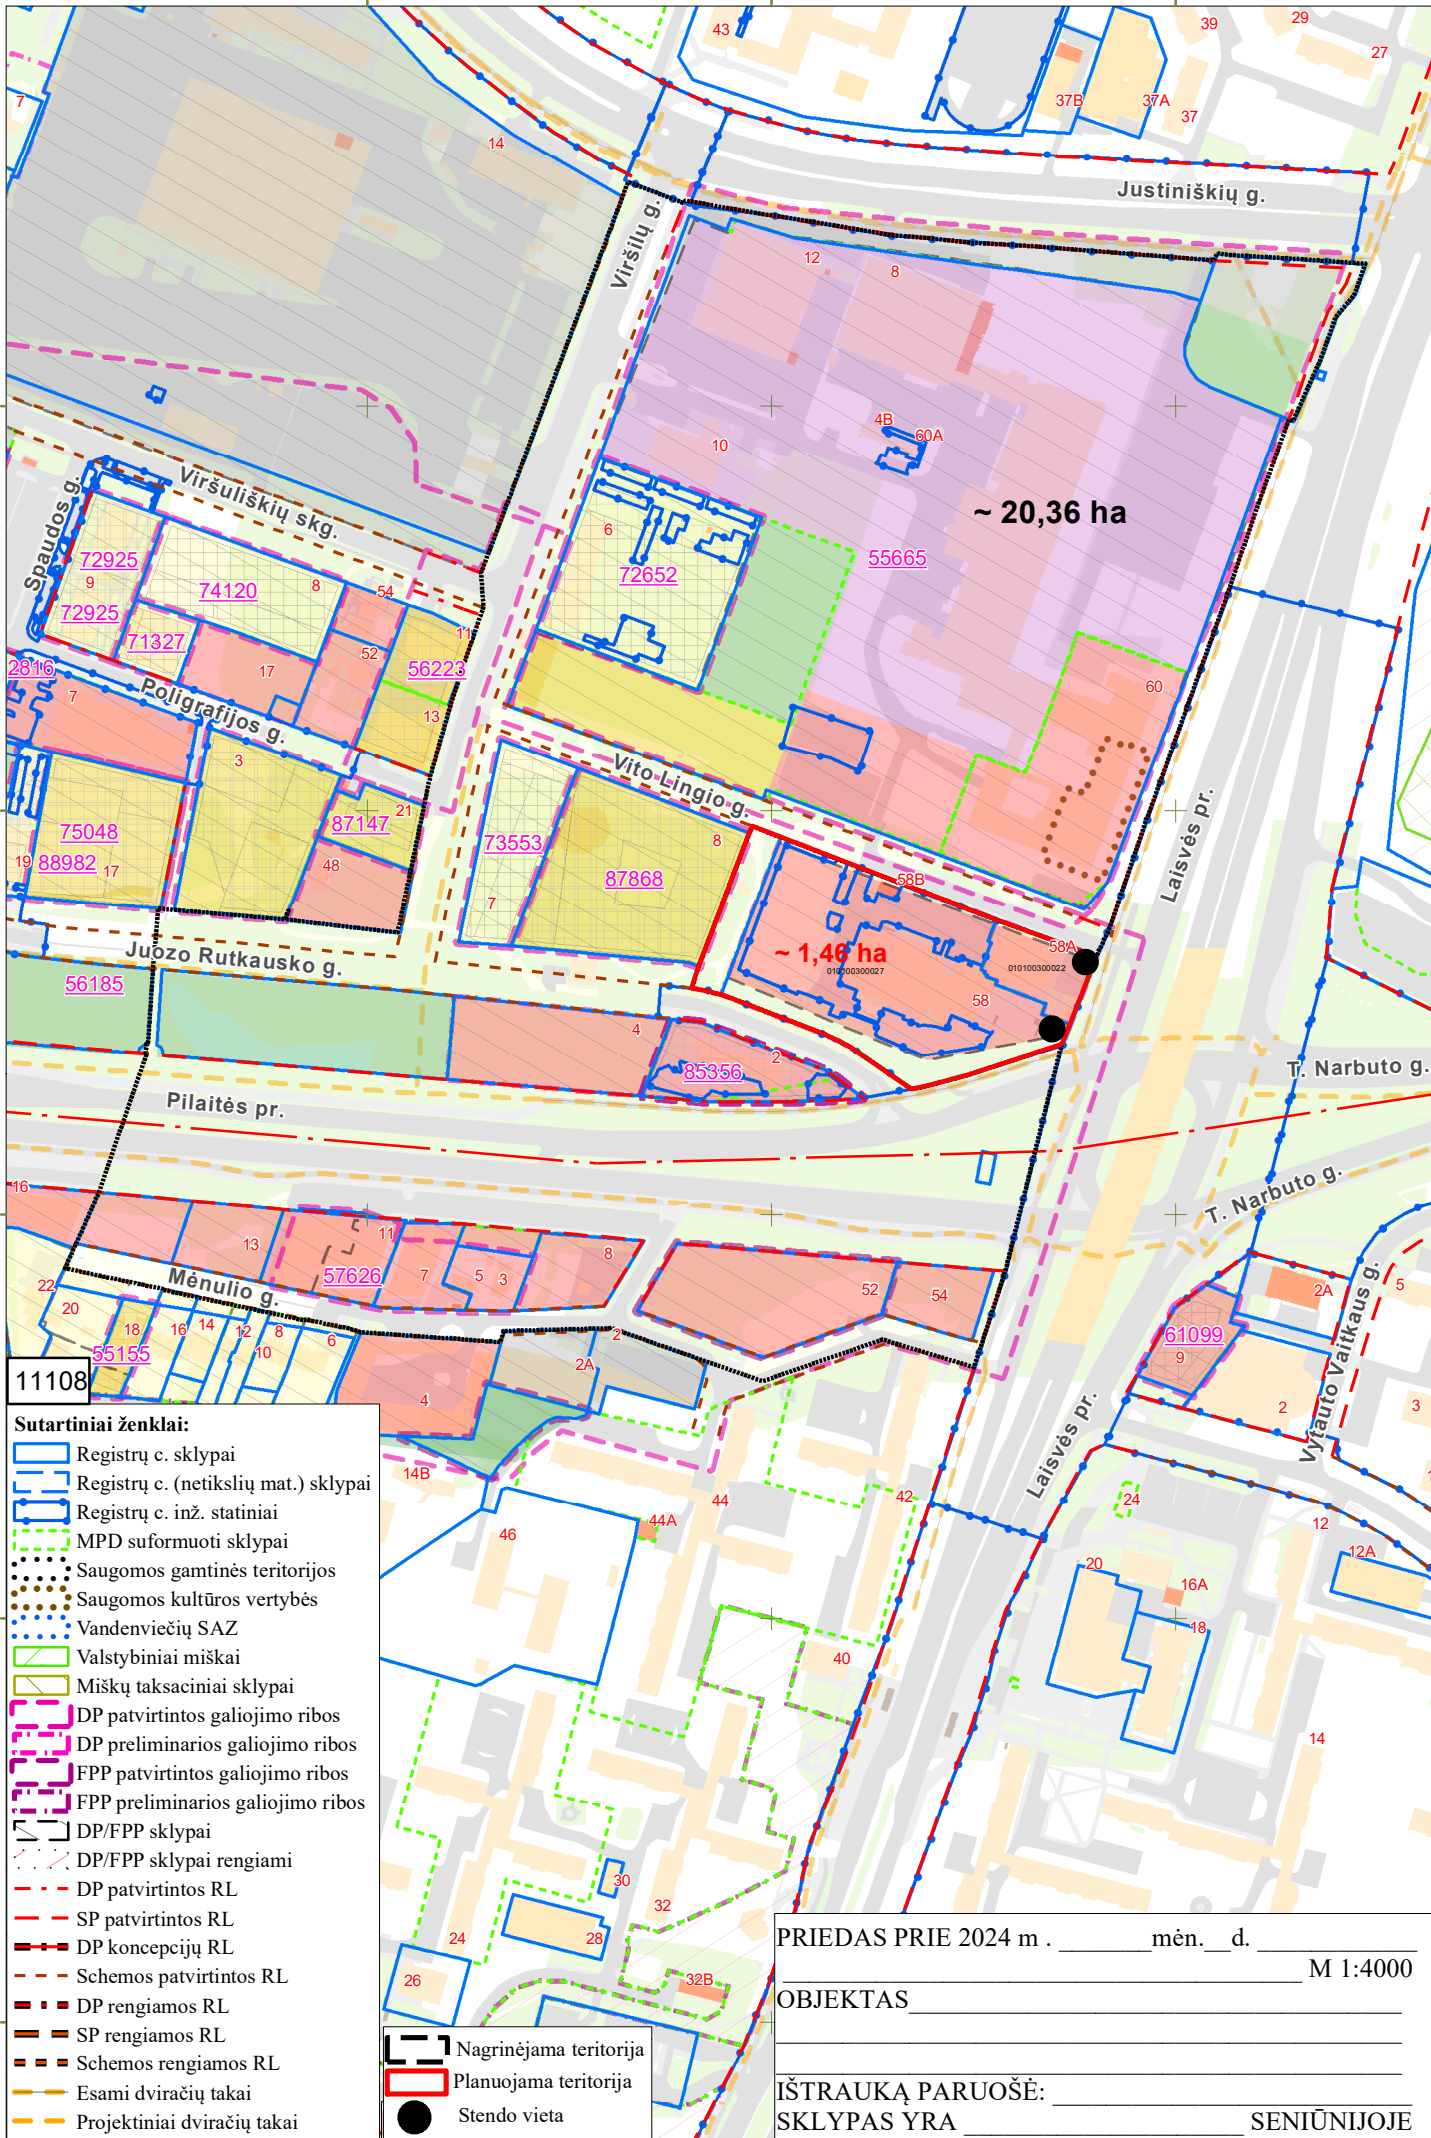 43
39
29
27
37B
37A
37
7
14
Justiniškių g.
Viršilų g.
12
8
4B
60A
10
~ 20,36 ha
Viršuliškių skg.
Spaudos g.
6
72925
9
72925
74120
8
54
72652
55665
71327
11
52
56223
17
2816
7
Poligrafijos g.
13
60
3
Vito Lingio g.
75048
88982
19
17
87147
21
48
73553
8
87868
7
58B
Laisvės pr.
~ 1,46 ha
010100300027
58A
010100300022
58
Juozo Rutkausko g.
56185
4
2
85356
T. Narbuto g.
Pilaitės pr.
T. Narbuto g.
16
13
11
57626
7
5
3
8
52
54
Mėnulio g.
22
20
18
55155
16
14
12
10
8
6
2
2A
4
61099
9
2A
5
Vytauto Vaitkaus g.
2
3
Laisvės pr.
11108
14B
46
44A
44
42
24
12
12A
20
16A
18
40
14
30
32
28
24
26
32B
Sutartiniai ženklai:
Registrų c. sklypai
Registrų c. (netikslių mat.) sklypai
Registrų c. inž. statiniai
MPD suformuoti sklypai
Saugomos gamtinės teritorijos
Saugomos kultūros vertybės
Vandenviečių SAZ
Valstybiniai miškai
Miškų taksaciniai sklypai
DP patvirtintos galiojimo ribos
DP preliminarios galiojimo ribos
FPP patvirtintos galiojimo ribos
FPP preliminarios galiojimo ribos
DP/FPP sklypai
DP/FPP sklypai rengiami
DP patvirtintos RL
SP patvirtintos RL
DP koncepcijų RL
Schemos patvirtintos RL
DP rengiamos RL
SP rengiamos RL
Schemos rengiamos RL
Esami dviračių takai
Projektiniai dviračių takai
Nagrinėjama teritorija
Planuojama teritorija
Stendo vieta
PRIEDAS PRIE 2024 m . _______mėn.__d. ____________
M 1:4000
OBJEKTAS
IŠTRAUKĄ PARUOŠĖ:
SKLYPAS YRA _____________________ SENIŪNIJOJE